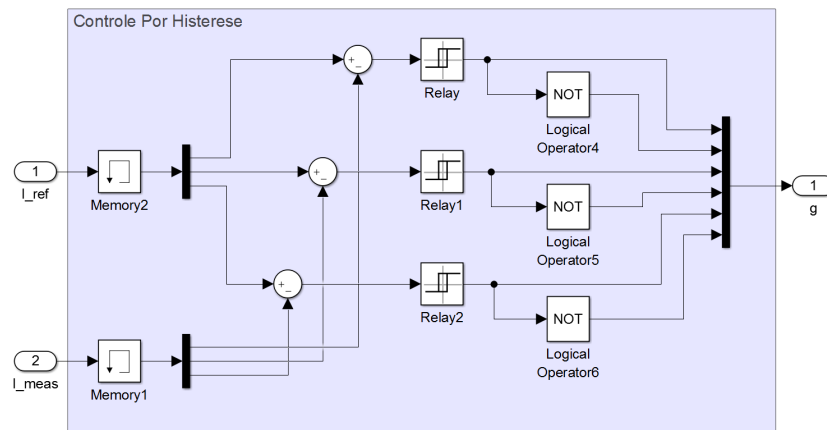 Controle Por Histerese
+
−
Relay
NOT
Logical
Operator4
1
I_ref
Memory2
+
−
Relay1
NOT
Logical
Operator5
1
g
+
−
Relay2
NOT
Logical
Operator6
2
I_meas
Memory1